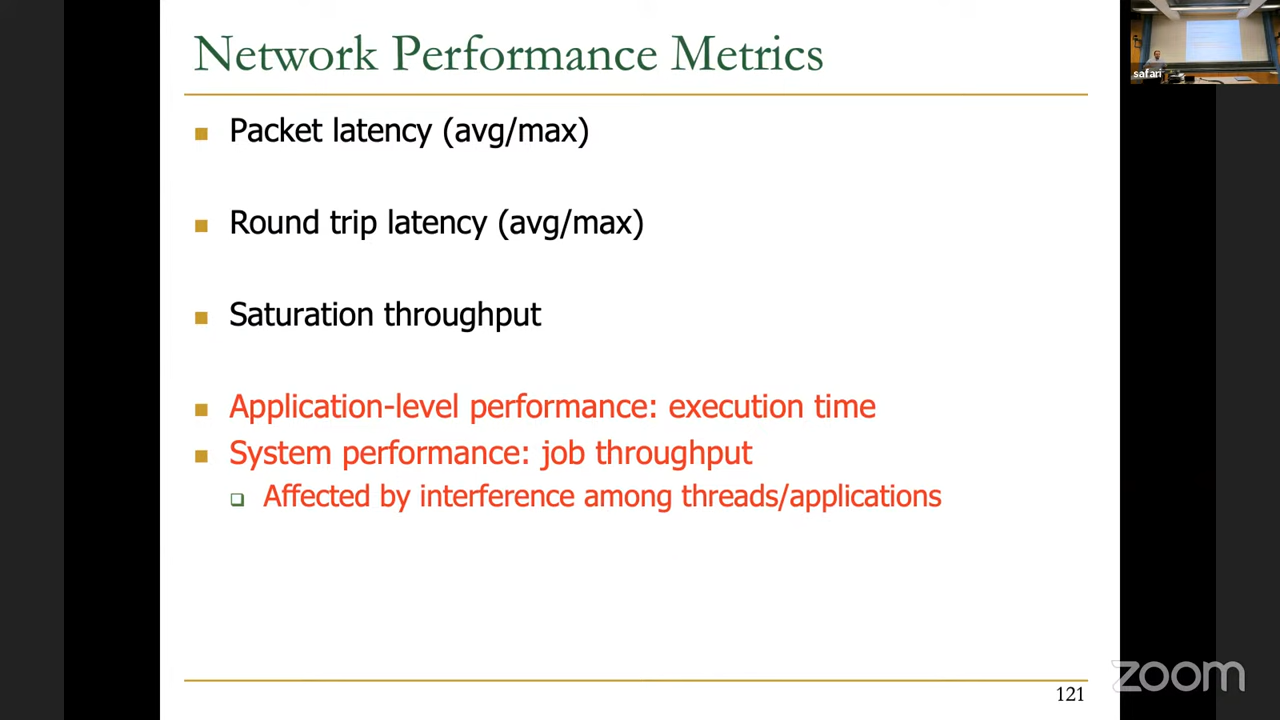 Network Performance Metrics
safari
Packet latency (avg/max)
Round trip latency (avg/max)
Saturation throughput
Application-level performance: execution time
System performance: job throughput
Affected by interference among threads/applications
121
zoom